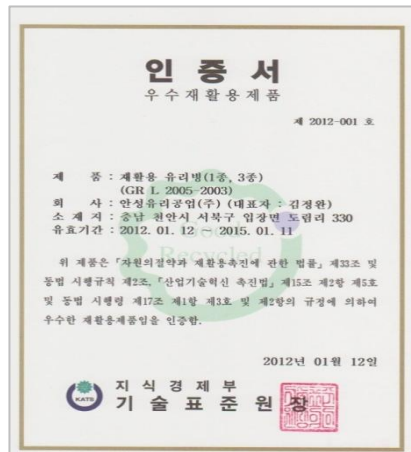 인증서
우수재활용제품
제 2012-001 호
제 품 : 재활용 유리병(1종, 3종)
(GR L 2005-2003)
회 사 : 안성유리공업(주) (대표자 : 김정완)
소 재 지 : 충남 천안시 서북구 입장면 도림리 330
유효기간 : 2012. 01. 12 ~ 2015. 01. 11
Recycled
위 제품은 「자원의절약과 재활용촉진에 관한 법률」 제33조 및
동법 시행규칙 제2조, 「산업기술혁신 촉진법」 제15조 제2항 제5호
및 동법 시행령 제17조 제1항 제3호 및 제2항의 규정에 의하여
우수한 재활용제품임을 인증함.
2012년 01월 12일
KATS
지식경제부
기술표준원장